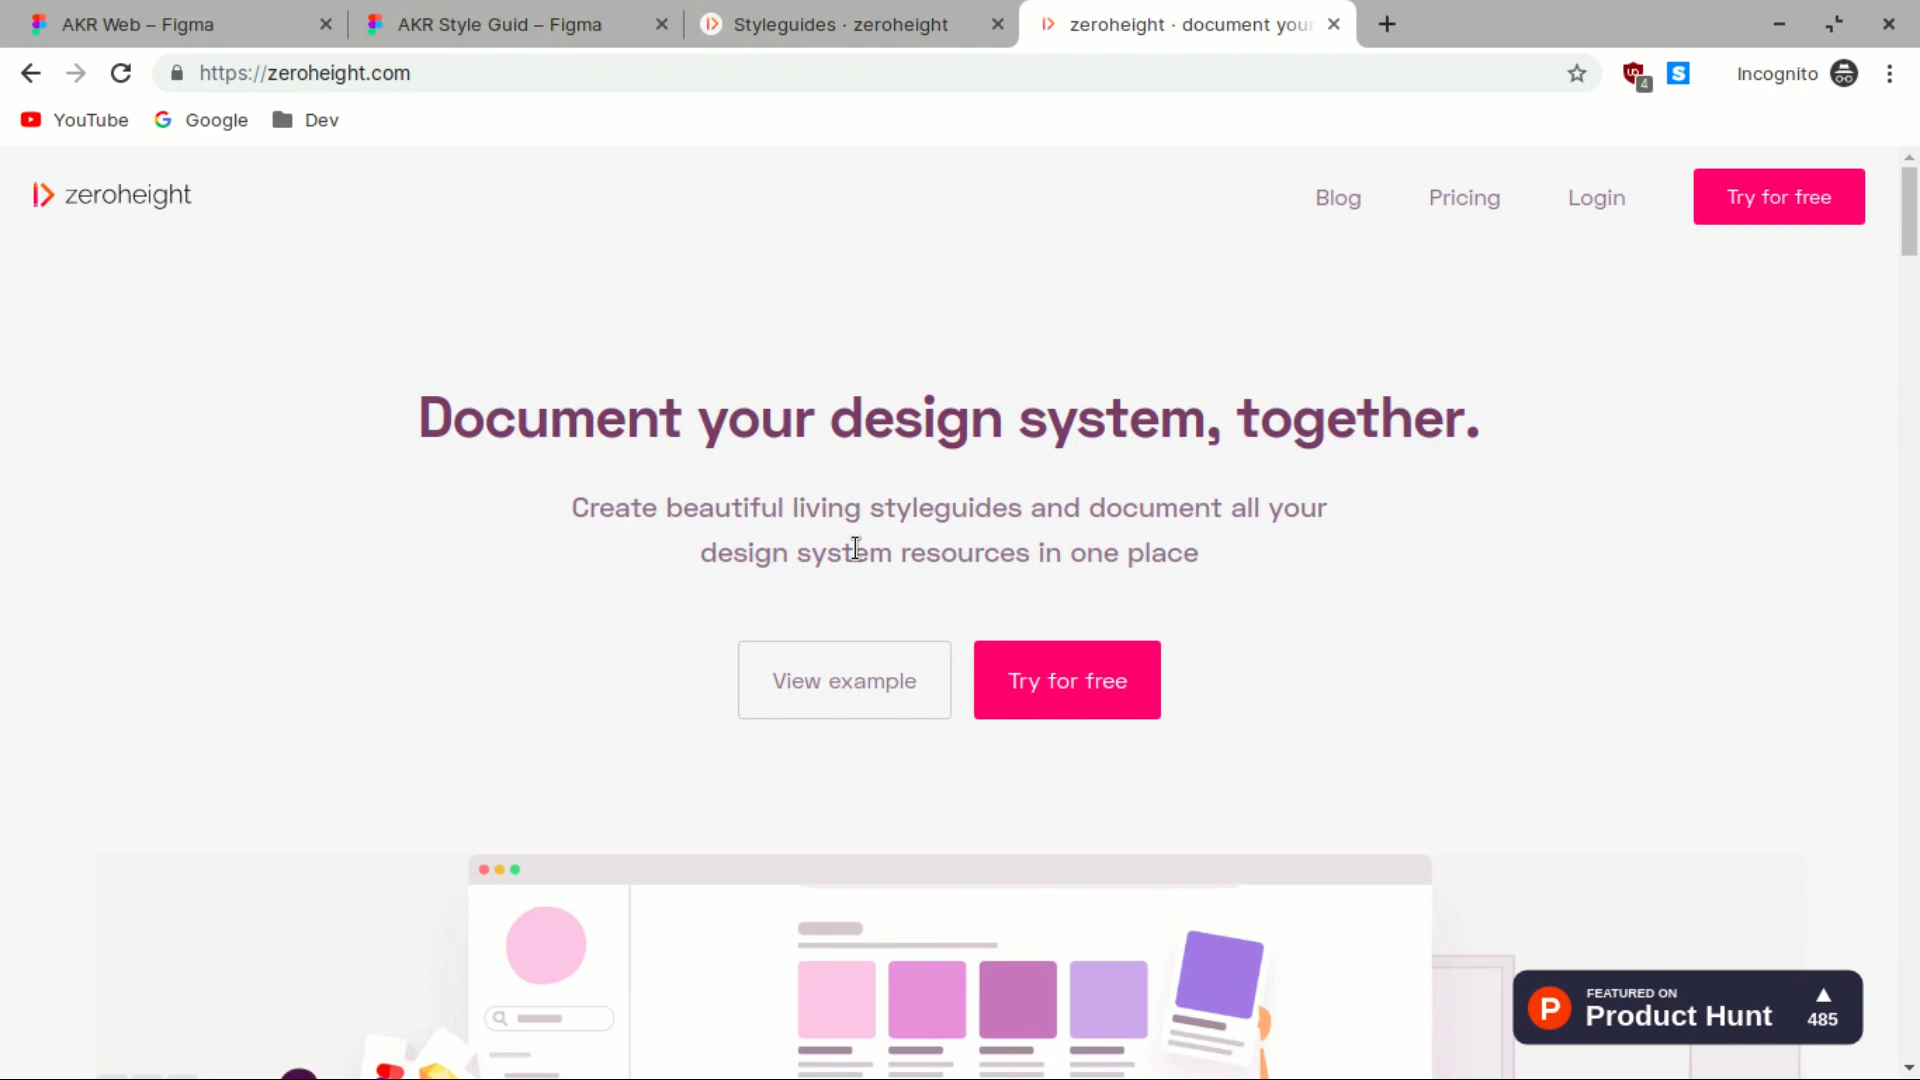 AKR Web – Figma
AKR Style Guid – Figma
Styleguides · zeroheight
zeroheight · document your
https://zeroheight.com
4
S
Incognito
YouTube
Google
Dev
zeroheight
Blog
Pricing
Login
Try for free
Document your design system, together.
Create beautiful living styleguides and document all your
design system resources in one place
View example
Try for free
P
FEATURED ON
Product Hunt
485